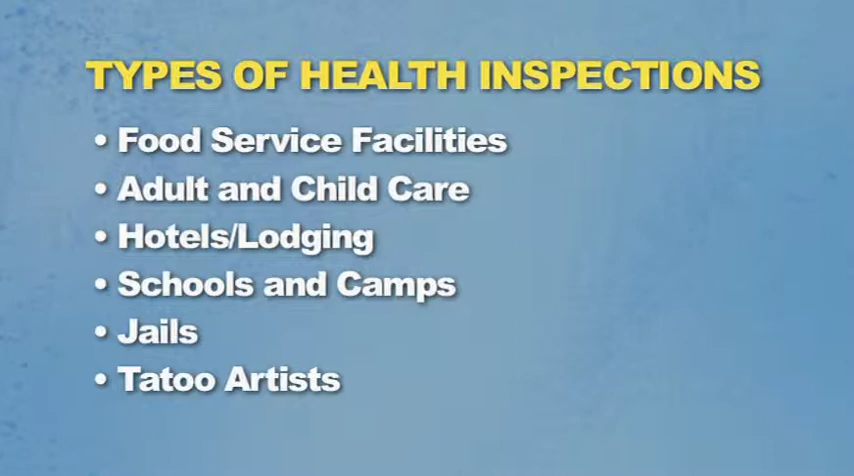 TYPES OF HEALTH INSPECTIONS
• Food Service Facilities
• Adult and Child Care
• Hotels/Lodging
• Schools and Camps
• Jails
• Tatoo Artists